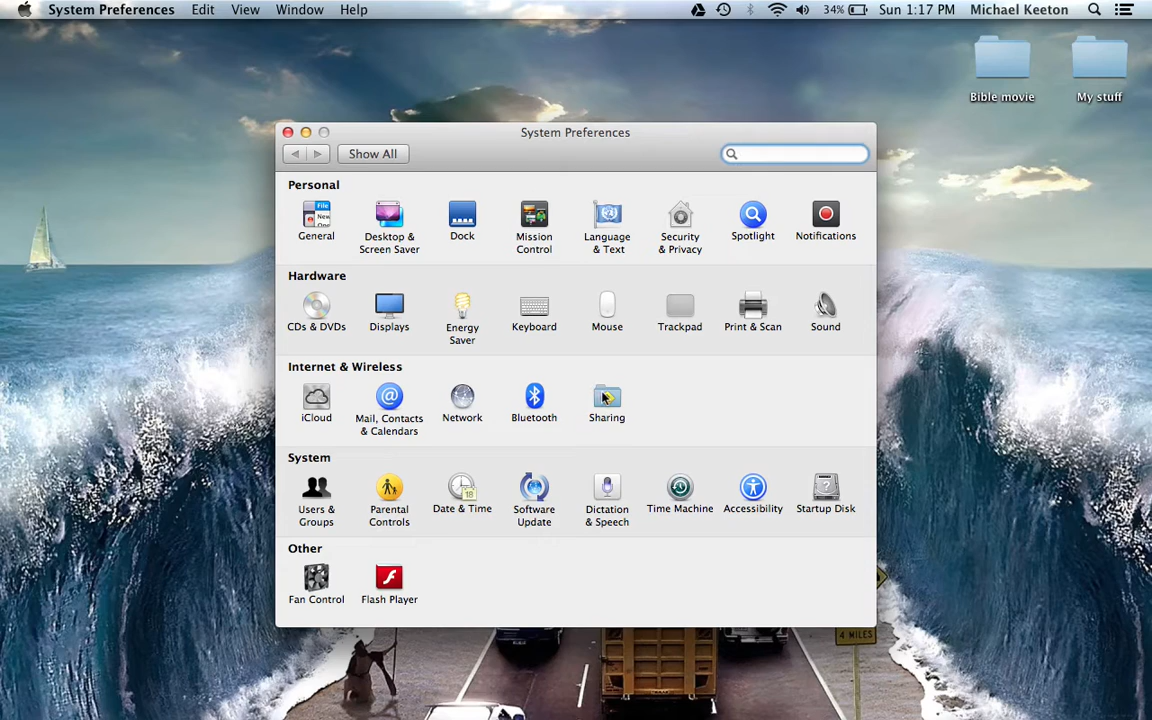 System Preferences Edit View Window Help 34% Sun 1:17 PM Michael Keeton
Bible movie My stuff
System Preferences
Show All
Personal
General Desktop & Screen Saver Dock Mission Control Language & Text Security & Privacy Spotlight Notifications
Hardware
CDs & DVDs Displays Energy Saver Keyboard Mouse Trackpad Print & Scan Sound
Internet & Wireless
iCloud Mail, Contacts & Calendars Network Bluetooth Sharing
System
Users & Groups Parental Controls Date & Time Software Update Dictation & Speech Time Machine Accessibility Startup Disk
Other
Fan Control Flash Player
4 MILES